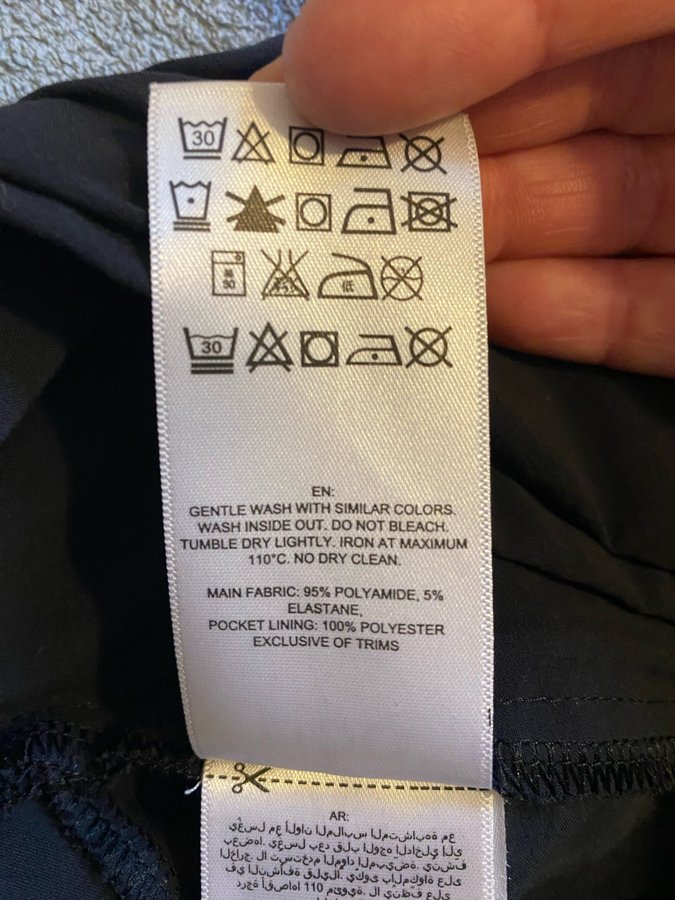 30
弱
30
低
30
EN:
GENTLE WASH WITH SIMILAR COLORS.
WASH INSIDE OUT. DO NOT BLEACH.
TUMBLE DRY LIGHTLY. IRON AT MAXIMUM
110°C. NO DRY CLEAN.
MAIN FABRIC: 95% POLYAMIDE, 5%
ELASTANE,
POCKET LINING: 100% POLYESTER
EXCLUSIVE OF TRIMS
AR:
يغسل مع ألوان الملابس المتشابهة مع
بعضها. يغسل بعد قلب الوجه الداخلي إلى
الخارج. لا تستخدم المواد المبيضة. ينشف
في النشافة قليلا. يكوى بالمكواة على
درجة أقصاها 110 مئوية. لا ينظف على